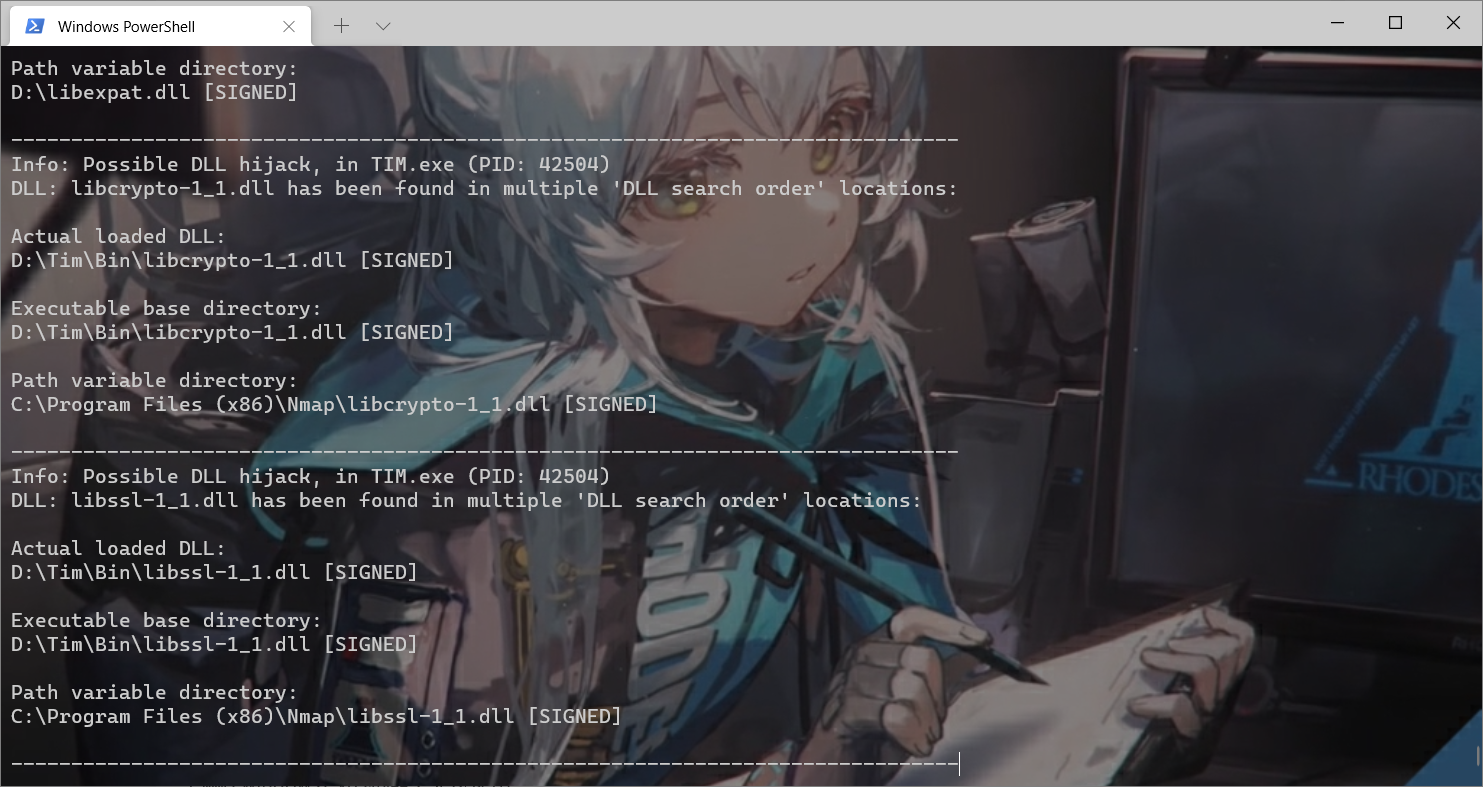 Windows PowerShell
Path variable directory:
D:\libexpat.dll [SIGNED]
-------------------------------------------------------------------------------
Info: Possible DLL hijack, in TIM.exe (PID: 42504)
DLL: libcrypto-1_1.dll has been found in multiple 'DLL search order' locations:
Actual loaded DLL:
D:\Tim\Bin\libcrypto-1_1.dll [SIGNED]
Executable base directory:
D:\Tim\Bin\libcrypto-1_1.dll [SIGNED]
Path variable directory:
C:\Program Files (x86)\Nmap\libcrypto-1_1.dll [SIGNED]
-------------------------------------------------------------------------------
Info: Possible DLL hijack, in TIM.exe (PID: 42504)
DLL: libssl-1_1.dll has been found in multiple 'DLL search order' locations:
Actual loaded DLL:
D:\Tim\Bin\libssl-1_1.dll [SIGNED]
Executable base directory:
D:\Tim\Bin\libssl-1_1.dll [SIGNED]
Path variable directory:
C:\Program Files (x86)\Nmap\libssl-1_1.dll [SIGNED]
-------------------------------------------------------------------------------
RHODES